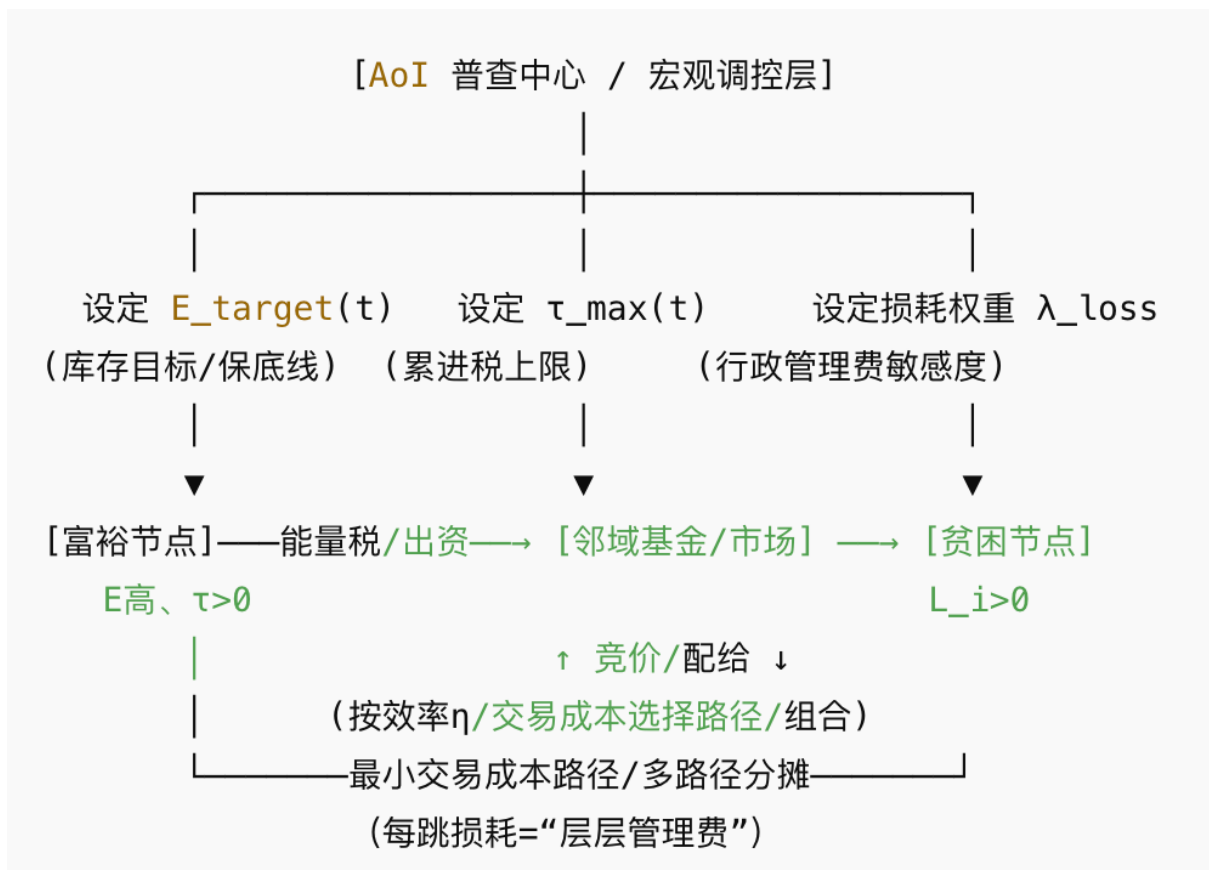 [AoI 普查中心 / 宏观调控层]
设定 E_target(t) 设定 τ_max(t) 设定损耗权重 λ_loss
(库存目标/保底线) (累进税上限) (行政管理费敏感度)
[富裕节点]───能量税/出资──→ [邻域基金/市场] ──→ [贫困节点]
E高、τ>0 L_i>0
↑ 竞价/配给 ↓
(按效率η/交易成本选择路径/组合)
└───────最小交易成本路径/多路径分摊───────┘
(每跳损耗=“层层管理费”)